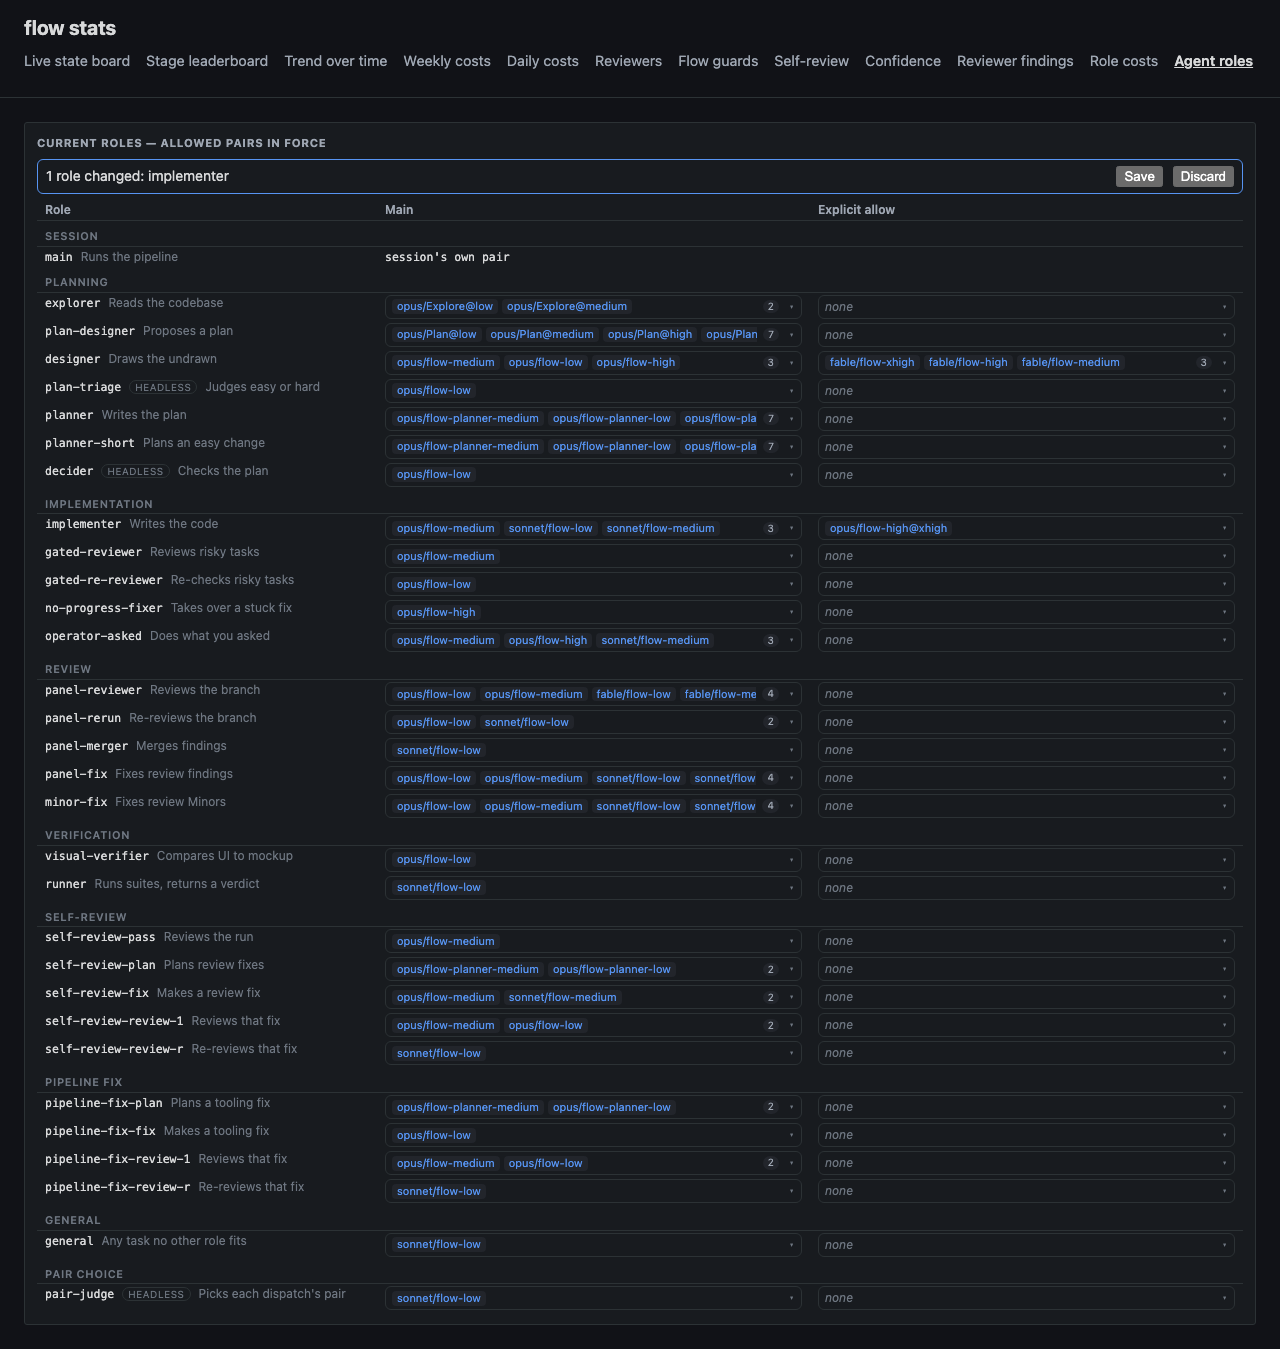 flow stats
Live state board Stage leaderboard Trend over time Weekly costs Daily costs Reviewers Flow guards Self-review Confidence Reviewer findings Role costs Agent roles
CURRENT ROLES — ALLOWED PAIRS IN FORCE
1 role changed: implementer Save Discard
Role Main Explicit allow
SESSION
main Runs the pipeline session's own pair
PLANNING
explorer Reads the codebase opus/Explore@low opus/Explore@medium 2 none
plan-designer Proposes a plan opus/Plan@low opus/Plan@medium opus/Plan@high opus/Plan 7 none
designer Draws the undrawn opus/flow-medium opus/flow-low opus/flow-high 3 fable/flow-xhigh fable/flow-high fable/flow-medium 3
plan-triage HEADLESS Judges easy or hard opus/flow-low none
planner Writes the plan opus/flow-planner-medium opus/flow-planner-low opus/flow-pla 7 none
planner-short Plans an easy change opus/flow-planner-medium opus/flow-planner-low opus/flow-pla 7 none
decider HEADLESS Checks the plan opus/flow-low none
IMPLEMENTATION
implementer Writes the code opus/flow-medium sonnet/flow-low sonnet/flow-medium 3 opus/flow-high@xhigh
gated-reviewer Reviews risky tasks opus/flow-medium none
gated-re-reviewer Re-checks risky tasks opus/flow-low none
no-progress-fixer Takes over a stuck fix opus/flow-high none
operator-asked Does what you asked opus/flow-medium opus/flow-high sonnet/flow-medium 3 none
REVIEW
panel-reviewer Reviews the branch opus/flow-low opus/flow-medium fable/flow-low fable/flow-me 4 none
panel-rerun Re-reviews the branch opus/flow-low sonnet/flow-low 2 none
panel-merger Merges findings sonnet/flow-low none
panel-fix Fixes review findings opus/flow-low opus/flow-medium sonnet/flow-low sonnet/flow 4 none
minor-fix Fixes review Minors opus/flow-low opus/flow-medium sonnet/flow-low sonnet/flow 4 none
VERIFICATION
visual-verifier Compares UI to mockup opus/flow-low none
runner Runs suites, returns a verdict sonnet/flow-low none
SELF-REVIEW
self-review-pass Reviews the run opus/flow-medium none
self-review-plan Plans review fixes opus/flow-planner-medium opus/flow-planner-low 2 none
self-review-fix Makes a review fix opus/flow-medium sonnet/flow-medium 2 none
self-review-review-1 Reviews that fix opus/flow-medium opus/flow-low 2 none
self-review-review-r Re-reviews that fix sonnet/flow-low none
PIPELINE FIX
pipeline-fix-plan Plans a tooling fix opus/flow-planner-medium opus/flow-planner-low 2 none
pipeline-fix-fix Makes a tooling fix opus/flow-low none
pipeline-fix-review-1 Reviews that fix opus/flow-medium opus/flow-low 2 none
pipeline-fix-review-r Re-reviews that fix sonnet/flow-low none
GENERAL
general Any task no other role fits sonnet/flow-low none
PAIR CHOICE
pair-judge HEADLESS Picks each dispatch's pair sonnet/flow-low none